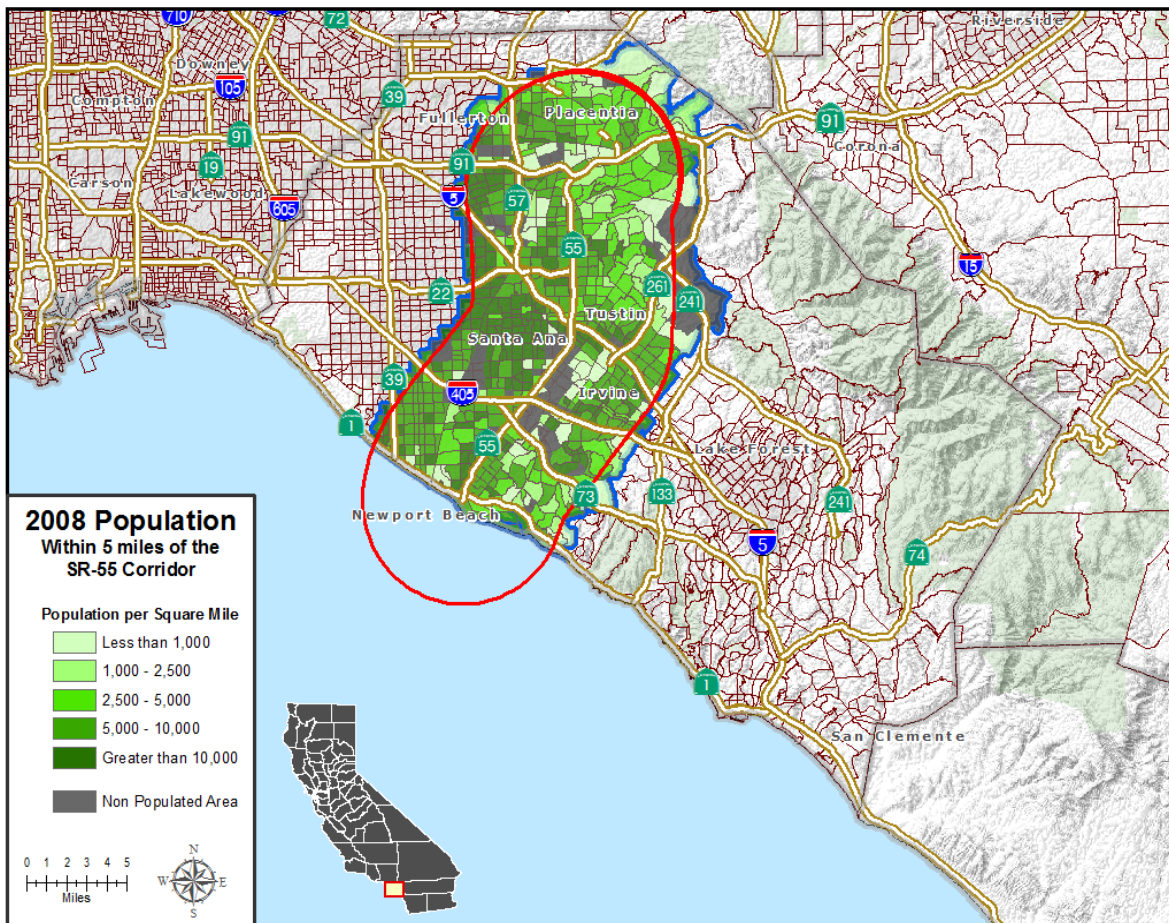 710
5
72
Riverside
Downey
105
Compton
39
Fullerton
Placentia
91
Corona
91
91
19
Carson
Lakewood
605
5
57
55
15
22
261
241
Tustin
Santa Ana
39
405
Irvine
1
55
Lake Forest
73
133
241
Newport Beach
5
74
1
San Clemente
2008 Population
Within 5 miles of the
SR-55 Corridor
Population per Square Mile
Less than 1,000
1,000 - 2,500
2,500 - 5,000
5,000 - 10,000
Greater than 10,000
Non Populated Area
0 1 2 3 4 5
Miles
N
W E
S